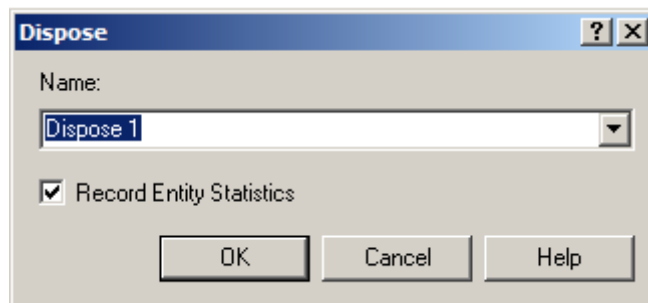 Dispose ? X
Name:
Dispose 1
Record Entity Statistics
OK Cancel Help